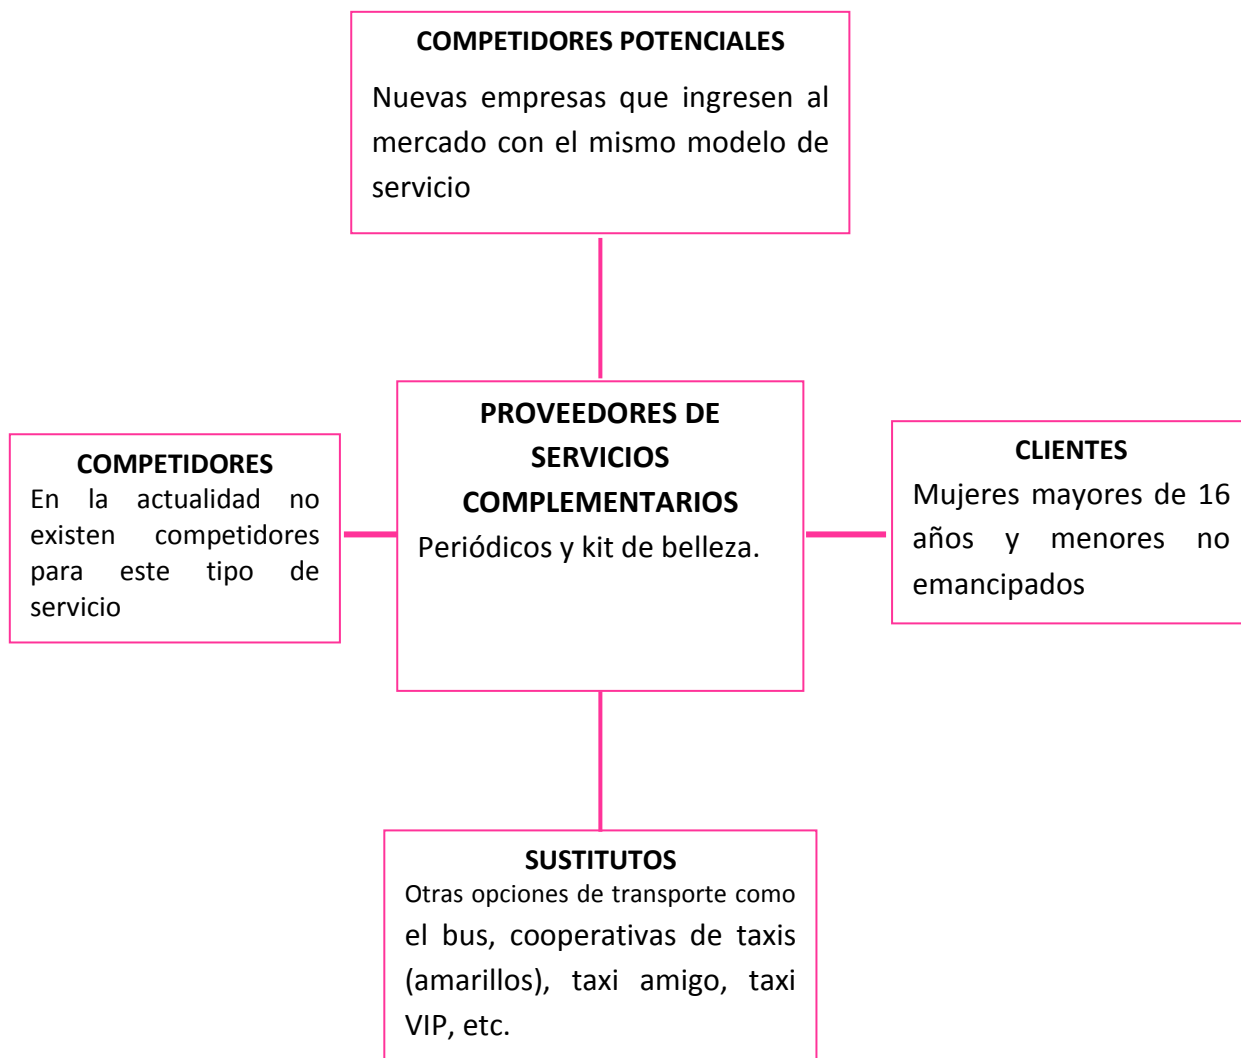 COMPETIDORES POTENCIALES
Nuevas empresas que ingresen al
mercado con el mismo modelo de
servicio
COMPETIDORES
En la actualidad no
existen competidores
para este tipo de
servicio
PROVEEDORES DE
SERVICIOS
COMPLEMENTARIOS
Periódicos y kit de belleza.
CLIENTES
Mujeres mayores de 16
años y menores no
emancipados
SUSTITUTOS
Otras opciones de transporte como
el bus, cooperativas de taxis
(amarillos), taxi amigo, taxi
VIP, etc.